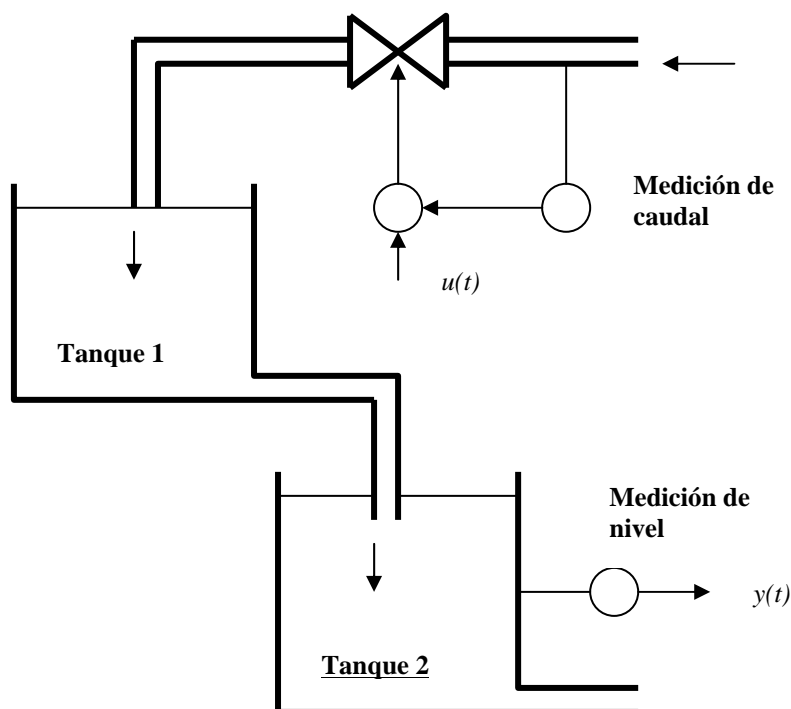 Medición de
caudal
u(t)
Tanque 1
Medición de
nivel
y(t)
Tanque 2